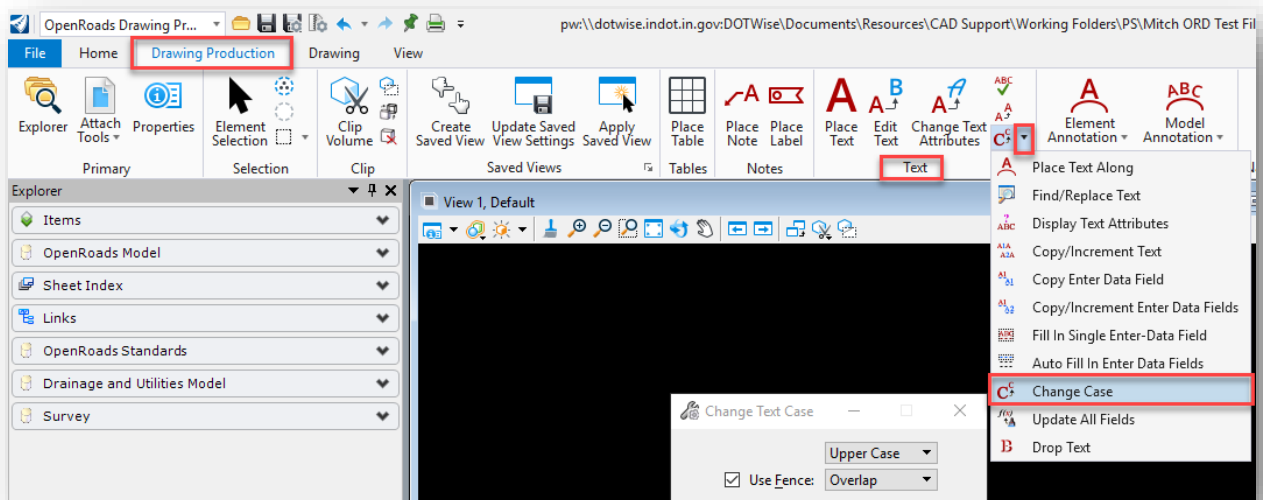 OpenRoads Drawing Pr... pw:\\dotwise.indot.in.gov:DOTWise\Documents\Resources\CAD Support\Working Folders\PS\Mitch ORD Test Fil
File Home Drawing Production Drawing View
Explorer Attach Tools Properties Element Selection Clip Volume Create Saved View Update Saved View Settings Apply Saved View Place Table Place Note Place Label Place Text Edit Text Change Text Attributes Element Annotation Model Annotation
Primary Selection Clip Saved Views Tables Notes Text
Explorer
Items
OpenRoads Model
Sheet Index
Links
OpenRoads Standards
Drainage and Utilities Model
Survey
View 1, Default
Place Text Along
Find/Replace Text
Display Text Attributes
Copy/Increment Text
Copy Enter Data Field
Copy/Increment Enter Data Fields
Fill In Single Enter-Data Field
Auto Fill In Enter Data Fields
Change Case
Update All Fields
Drop Text
Change Text Case
Upper Case
Use Fence: Overlap